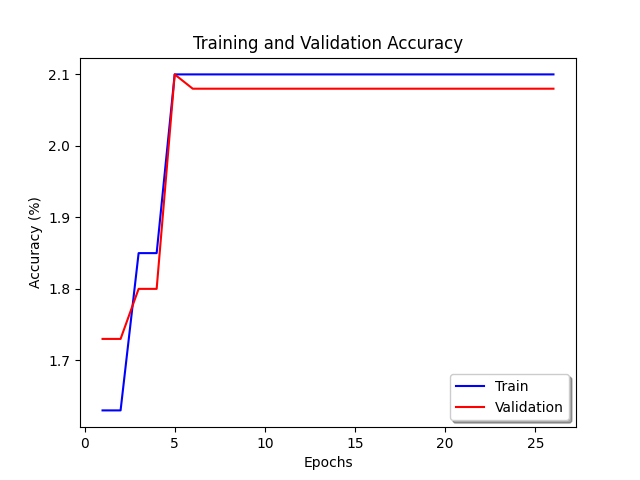 Training and Validation Accuracy
Accuracy (%)
2.1
2.0
1.9
1.8
1.7
0 5 10 15 20 25
Epochs
Train
Validation